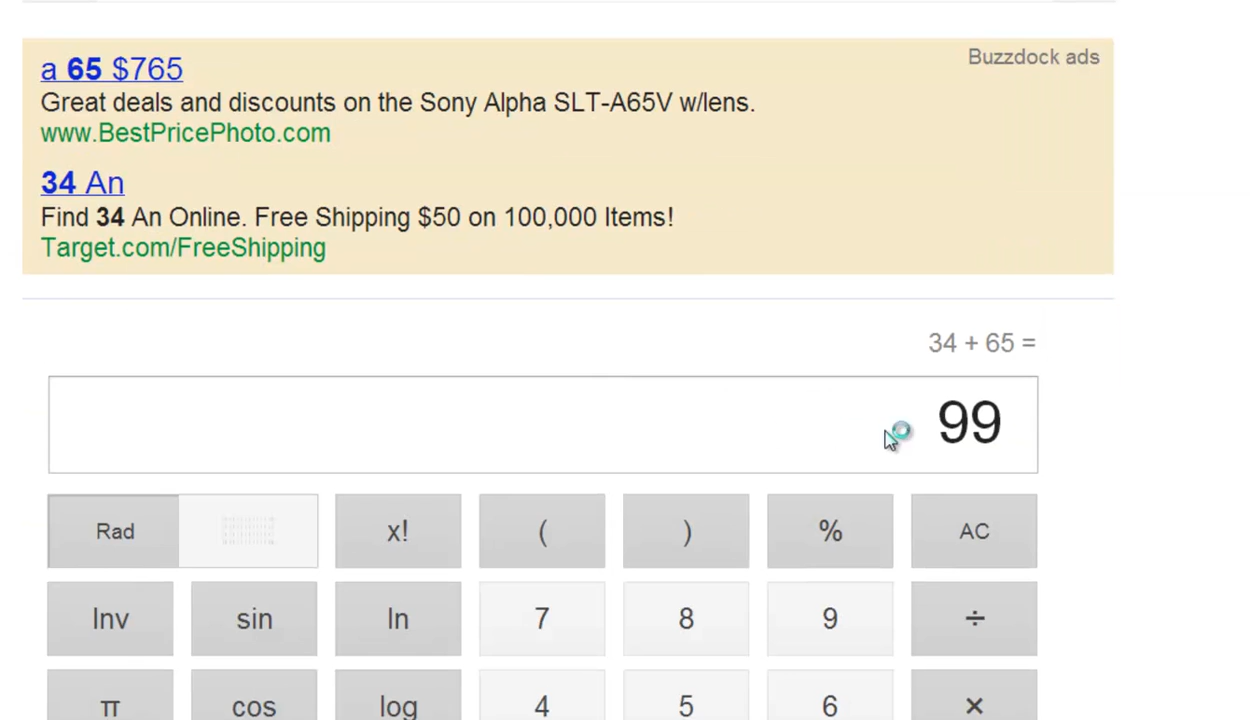 Buzzdock ads
a 65 $765
Great deals and discounts on the Sony Alpha SLT-A65V w/lens.
www.BestPricePhoto.com
34 An
Find 34 An Online. Free Shipping $50 on 100,000 Items!
Target.com/FreeShipping
34 + 65 =
99
Rad x! ( ) % AC
Inv sin ln 7 8 9 ÷
π cos log 4 5 6 ×